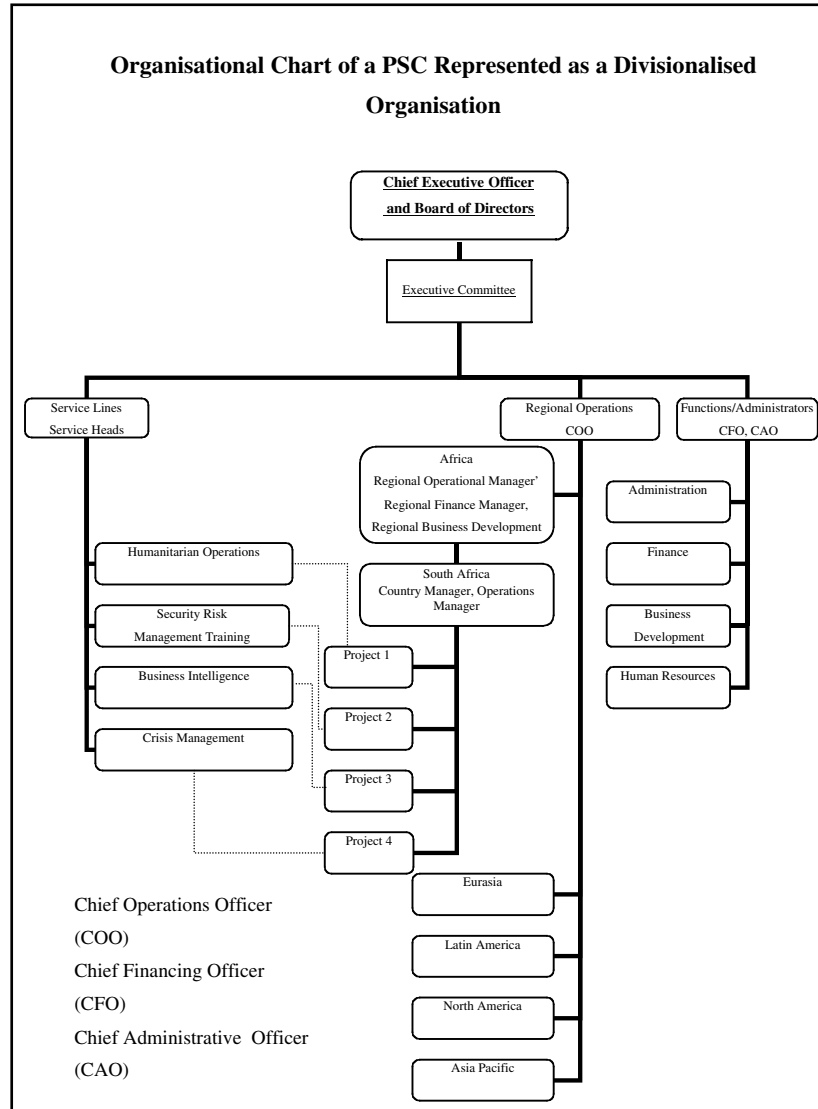 Organisational Chart of a PSC Represented as a Divisionalised
Organisation
Chief Executive Officer
and Board of Directors
Executive Committee
Service Lines
Service Heads
Regional Operations
COO
Functions/Administrators
CFO, CAO
Africa
Regional Operational Manager’
Regional Finance Manager,
Regional Business Development
South Africa
Country Manager, Operations
Manager
Humanitarian Operations
Security Risk
Management Training
Business Intelligence
Crisis Management
Project 1
Project 2
Project 3
Project 4
Administration
Finance
Business
Development
Human Resources
Eurasia
Latin America
North America
Asia Pacific
Chief Operations Officer
(COO)
Chief Financing Officer
(CFO)
Chief Administrative Officer
(CAO)